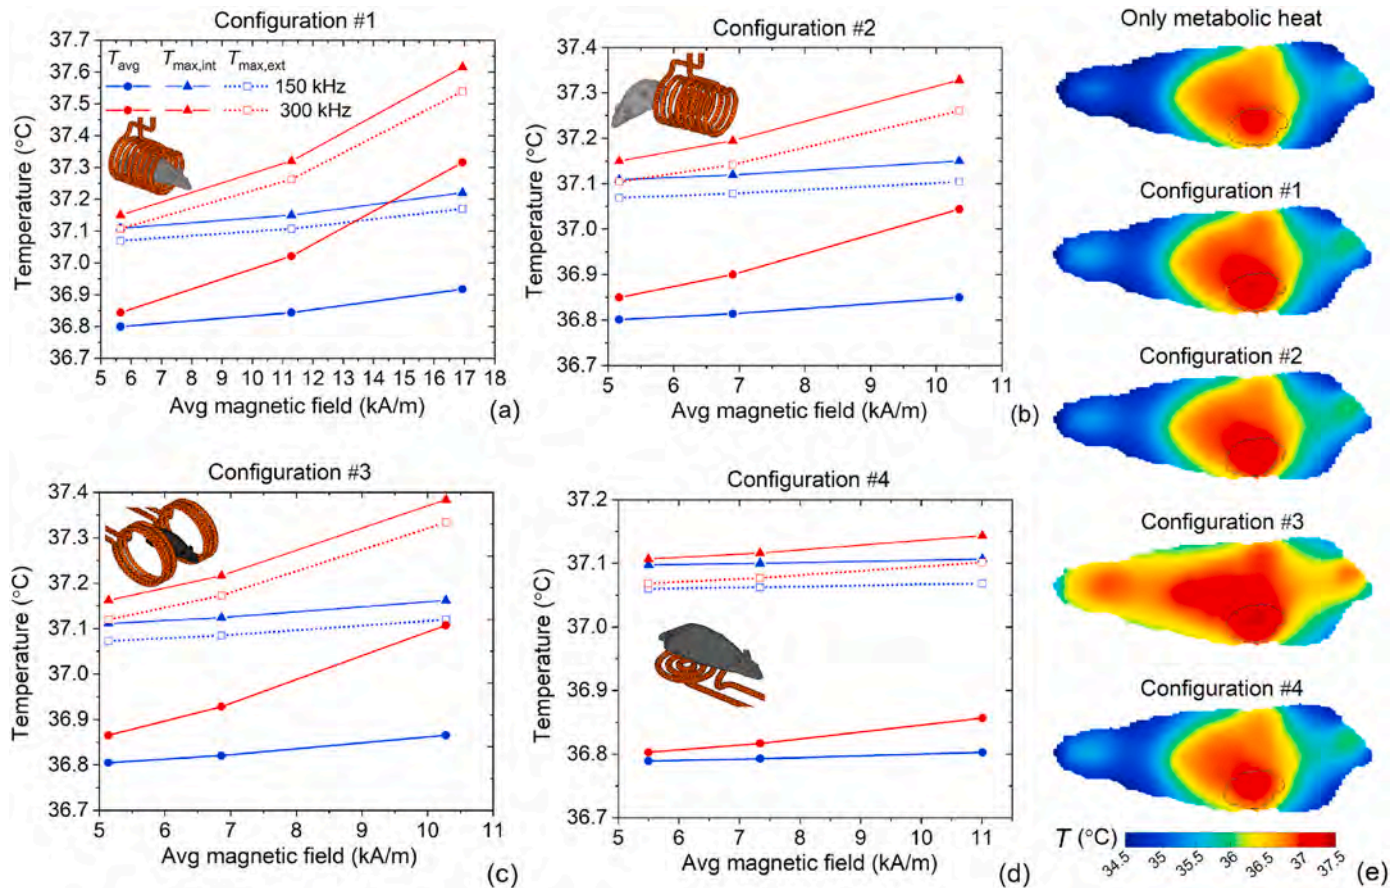 Configuration #1
37.7
37.6
37.5
37.4
37.3
37.2
37.1
37.0
36.9
36.8
36.7
Temperature (°C)
Tavg Tmax,int Tmax,ext
150 kHz
300 kHz
5 6 7 8 9 10 11 12 13 14 15 16 17 18
Avg magnetic field (kA/m)
(a)
Configuration #2
37.4
37.3
37.2
37.1
37.0
36.9
36.8
36.7
Temperature (°C)
5 6 7 8 9 10 11
Avg magnetic field (kA/m)
(b)
Configuration #3
37.4
37.3
37.2
37.1
37.0
36.9
36.8
36.7
Temperature (°C)
5 6 7 8 9 10 11
Avg magnetic field (kA/m)
(c)
Configuration #4
37.2
37.1
37.0
36.9
36.8
36.7
Temperature (°C)
5 6 7 8 9 10 11
Avg magnetic field (kA/m)
(d)
Only metabolic heat
Configuration #1
Configuration #2
Configuration #3
Configuration #4
T (°C)
34.5 35 35.5 36 36.5 37 37.5
(e)